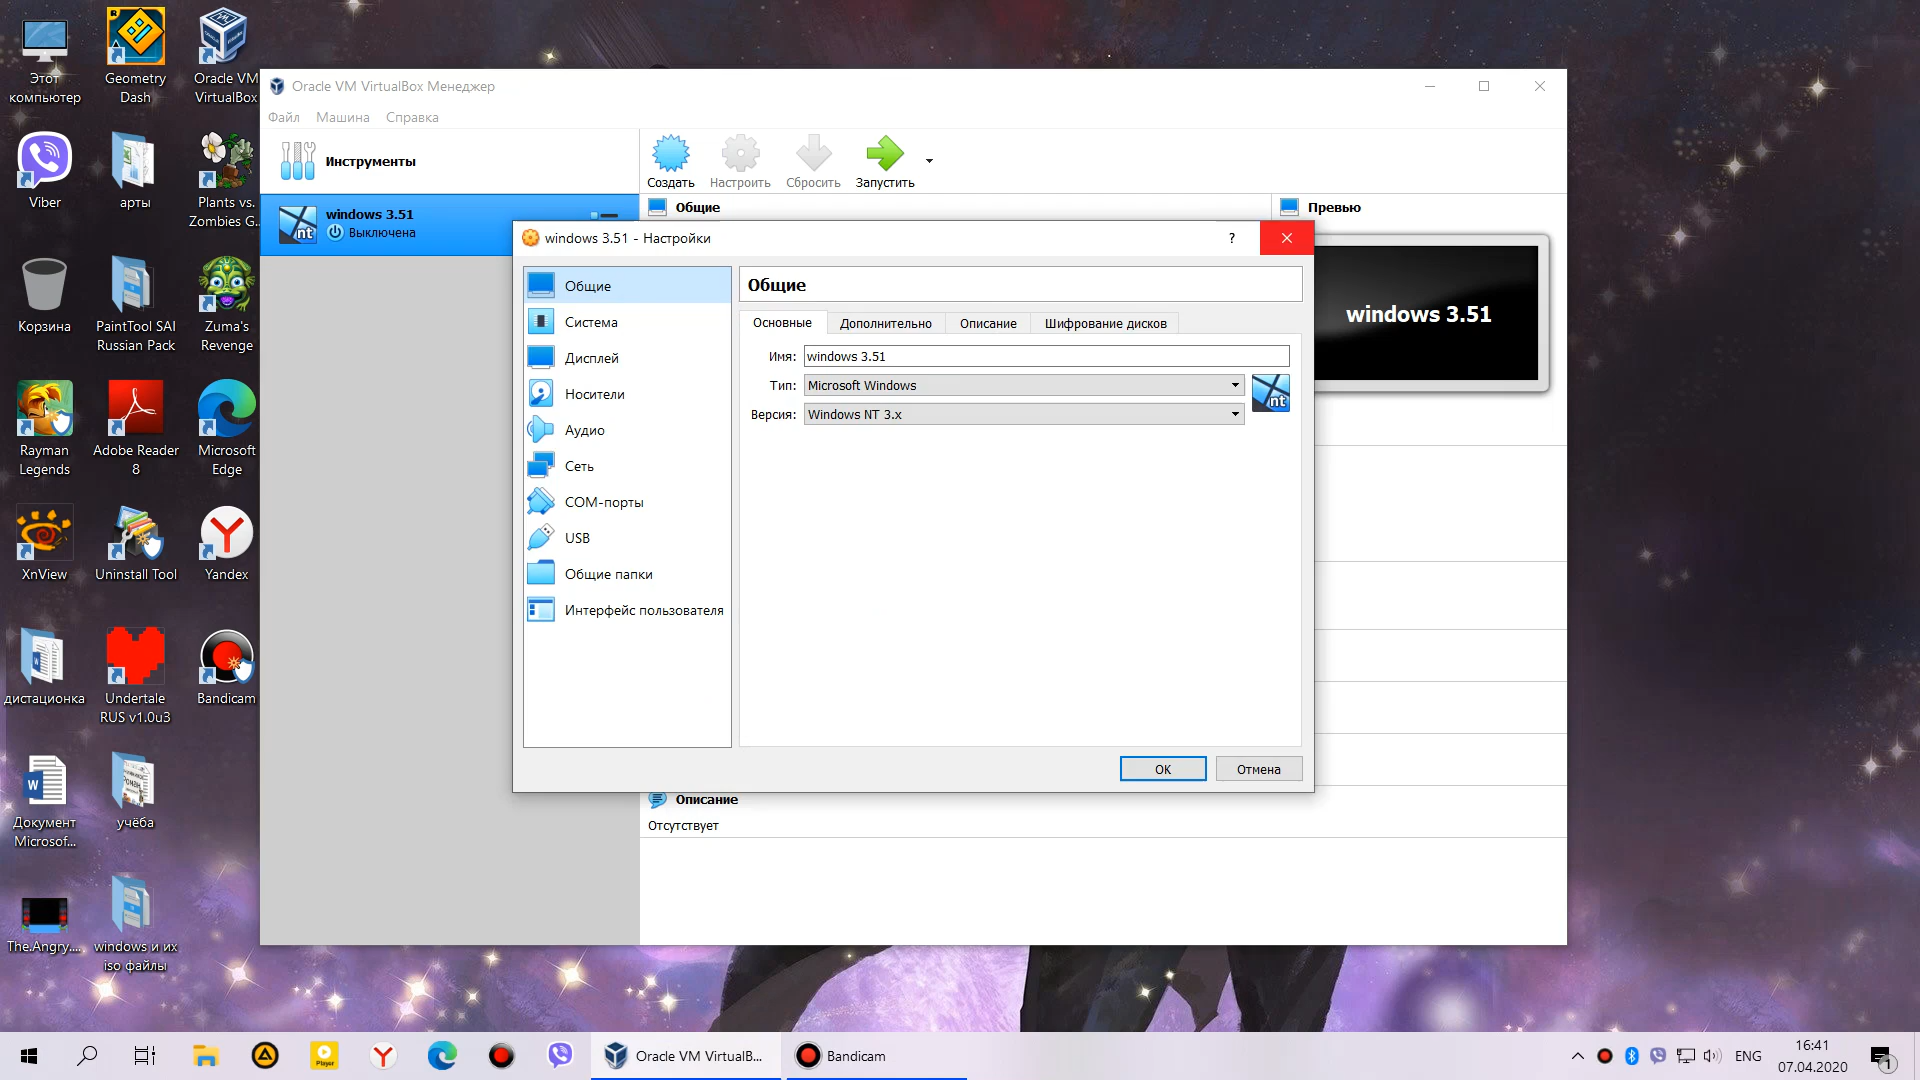 Этот
компьютер
Geometry
Dash
Oracle VM
VirtualBox
Viber
арты
Plants vs.
Zombies G...
Корзина
PaintTool SAI
Russian Pack
Zuma's
Revenge
Rayman
Legends
Adobe Reader
8
Microsoft
Edge
XnView
Uninstall Tool
Yandex
дистационка
Undertale
RUS v1.0u3
Bandicam
Документ
Microsof...
учёба
The.Angry....
windows и их
iso файлы
Oracle VM VirtualBox Менеджер
Файл Машина Справка
Инструменты
Создать Настроить Сбросить Запустить
windows 3.51
Выключена
Общие
Превью
windows 3.51
windows 3.51 - Настройки
?
Общие
Система
Дисплей
Носители
Аудио
Сеть
COM-порты
USB
Общие папки
Интерфейс пользователя
Общие
Основные Дополнительно Описание Шифрование дисков
Имя: windows 3.51
Тип: Microsoft Windows
Версия: Windows NT 3.x
nt
OK Отмена
Описание
Отсутствует
Oracle VM VirtualB...
Bandicam
ENG
16:41
07.04.2020
1